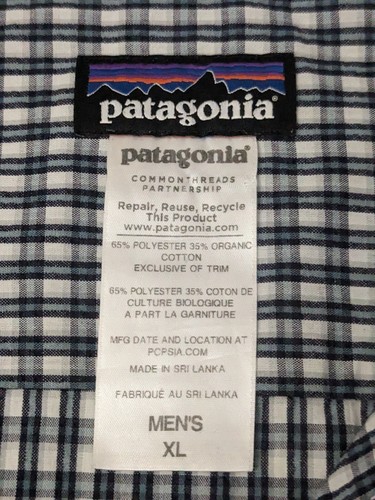 patagonia®
patagonia®
COMMONTHREADS
PARTNERSHIP
Repair, Reuse, Recycle
This Product
www.patagonia.com
65% POLYESTER 35% ORGANIC
COTTON
EXCLUSIVE OF TRIM
65% POLYESTER 35% COTON DE
CULTURE BIOLOGIQUE
A PART LA GARNITURE
MFG DATE AND LOCATION AT
PCPSIA.COM
MADE IN SRI LANKA
FABRIQUÉ AU SRI LANKA
MEN'S
XL